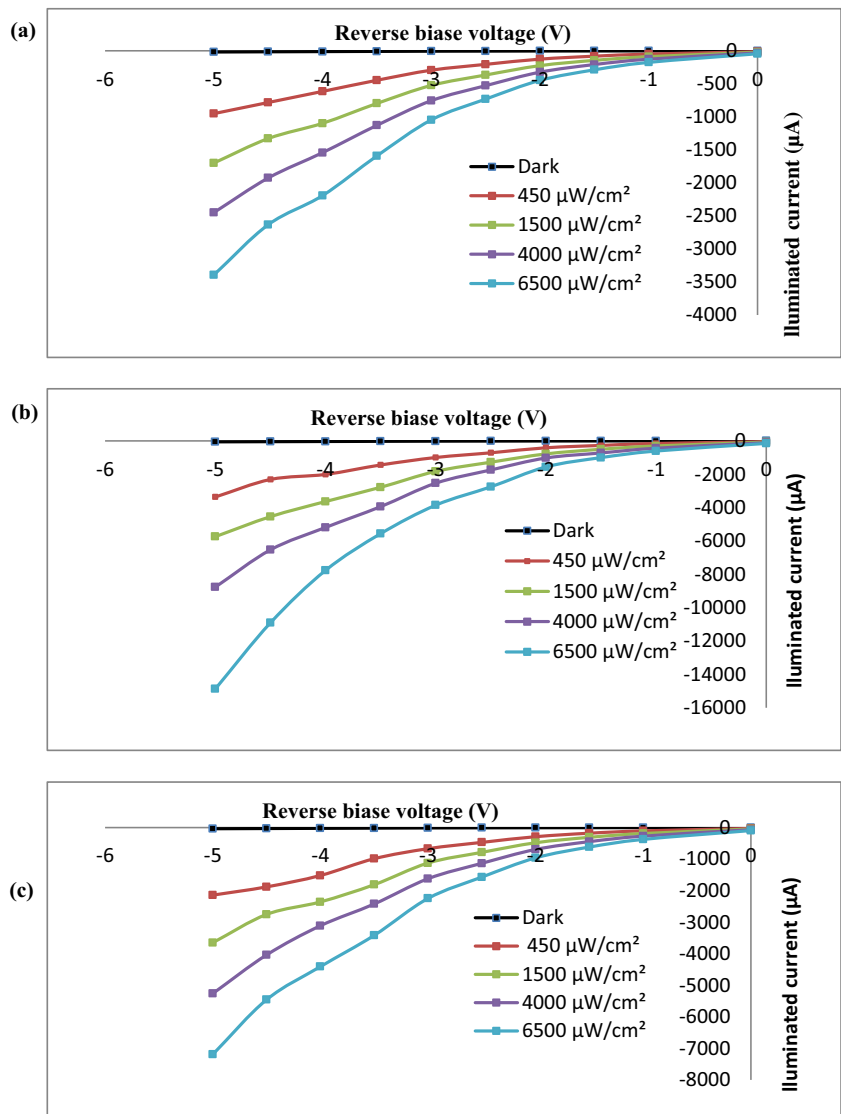 (a)
Reverse biase voltage (V)
-6 -5 -4 -3 -2 -1 0
0
-500
-1000
-1500
-2000
-2500
-3000
-3500
-4000
Iluminated current (µA)
Dark
450 µW/cm²
1500 µW/cm²
4000 µW/cm²
6500 µW/cm²
(b)
Reverse biase voltage (V)
-6 -5 -4 -3 -2 -1 0
0
-2000
-4000
-6000
-8000
-10000
-12000
-14000
-16000
Iluminated current (µA)
Dark
450 µW/cm²
1500 µW/cm²
4000 µW/cm²
6500 µW/cm²
(c)
Reverse biase voltage (V)
-6 -5 -4 -3 -2 -1 0
0
-1000
-2000
-3000
-4000
-5000
-6000
-7000
-8000
Iluminated current (µA)
Dark
450 µW/cm²
1500 µW/cm²
4000 µW/cm²
6500 µW/cm²